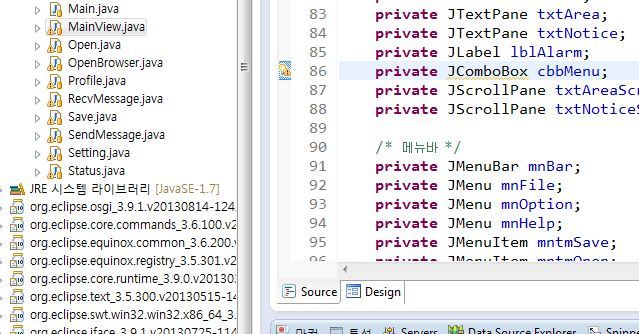 Main.java
MainView.java
Open.java
OpenBrowser.java
Profile.java
RecvMessage.java
Save.java
SendMessage.java
Setting.java
Status.java
JRE 시스템 라이브러리 [JavaSE-1.7]
org.eclipse.osgi_3.9.1.v20130814-124
org.eclipse.core.commands_3.6.100.v2
org.eclipse.equinox.common_3.6.200.v
org.eclipse.equinox.registry_3.5.301.v2
org.eclipse.core.runtime_3.9.0.v201303
org.eclipse.text_3.5.300.v20130515-14
org.eclipse.swt.win32.win32.x86_64_3.
org.eclipse.jface_3.9.1.v20130725-114
83 private JTextPane txtArea;
84 private JTextPane txtNotice;
85 private JLabel lblAlarm;
86 private JComboBox cbbMenu;
87 private JScrollPane txtAreaScr
88 private JScrollPane txtNoticeS
89
90 /* 메뉴바 */
91 private JMenuBar mnBar;
92 private JMenu mnFile;
93 private JMenu mnOption;
94 private JMenu mnHelp;
95 private JMenuItem mntmSave;
96 private JMenuItem mntmOpen;
Source Design
마커 특성 Servers Data Source Explorer